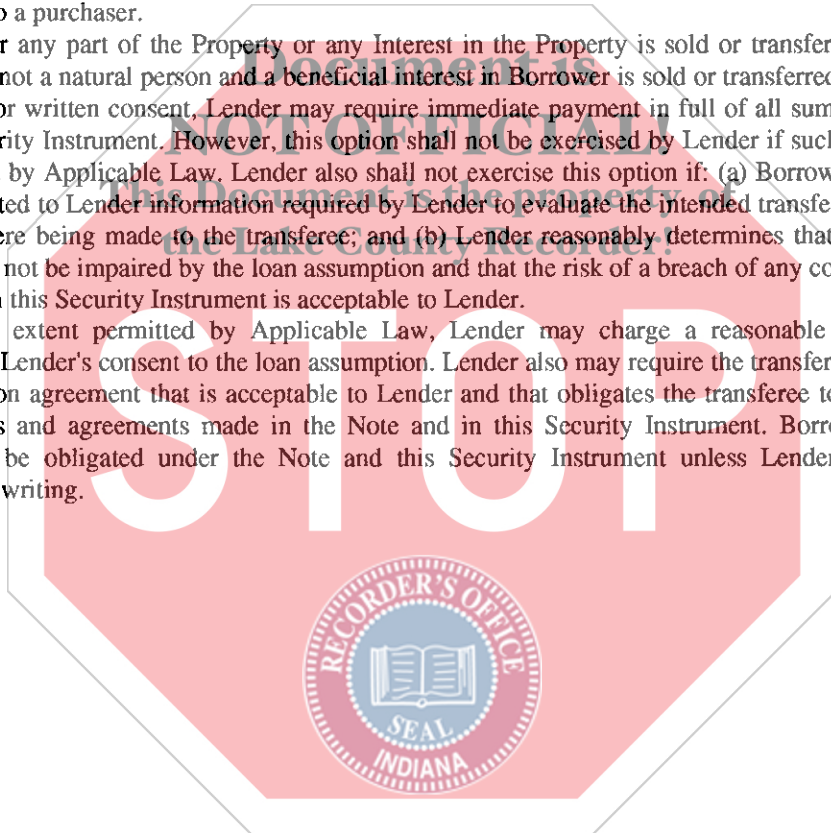 o a purchaser.
r any part of the Property or any Interest in the Property is sold or transfer
not a natural person and a beneficial interest in Borrower is sold or transferred
or written consent, Lender may require immediate payment in full of all sum
rity Instrument. However, this option shall not be exercised by Lender if such
by Applicable Law. Lender also shall not exercise this option if: (a) Borrow
ted to Lender information required by Lender to evaluate the intended transfe
ere being made to the transferee; and (b) Lender reasonably determines that
not be impaired by the loan assumption and that the risk of a breach of any co
this Security Instrument is acceptable to Lender.
extent permitted by Applicable Law, Lender may charge a reasonable
Lender's consent to the loan assumption. Lender also may require the transfer
on agreement that is acceptable to Lender and that obligates the transferee to
s and agreements made in the Note and in this Security Instrument. Borro
be obligated under the Note and this Security Instrument unless Lender
writing.
Document is
NOT OFFICIAL!
This Document is the property of
the Lake County Recorder!
STOP
RECORDER'S OFFICE
SEAL
INDIANA